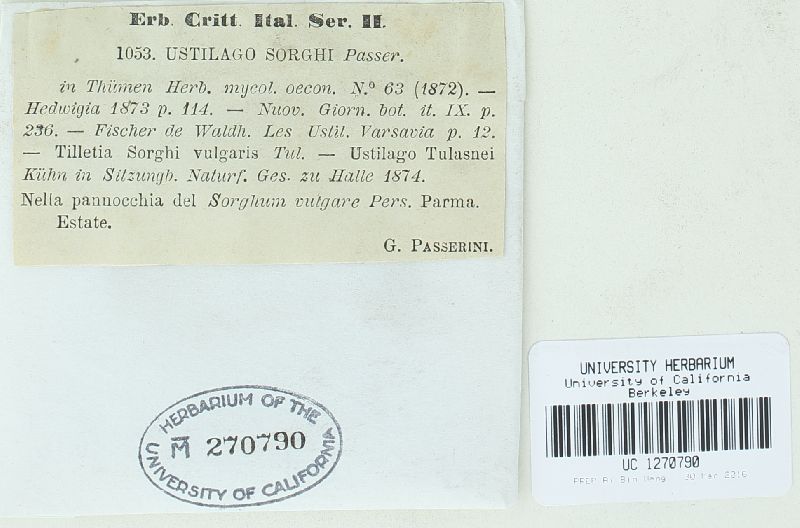 Erb. Critt. Ital. Ser. II.
1053. USTILAGO SORGHI Passer.
in Thümen Herb. mycol. oecon. N.º 63 (1872). —
Hedwigia 1873 p. 114. — Nuov. Giorn. bot. it. IX. p.
236. — Fischer de Waldh. Les Ustil. Varsavia p. 12.
— Tilletia Sorghi vulgaris Tul. — Ustilago Tulasnei
Kühn in Sitzungb. Naturf. Ges. zu Halle 1874.
Nella pannocchia del Sorghum vulgare Pers. Parma.
Estate.
G. PASSERINI.
HERBARIUM OF THE
M 270790
UNIVERSITY OF CALIFORNIA
UNIVERSITY HERBARIUM
University of California
Berkeley
UC 1270790
PREP Bin 2016